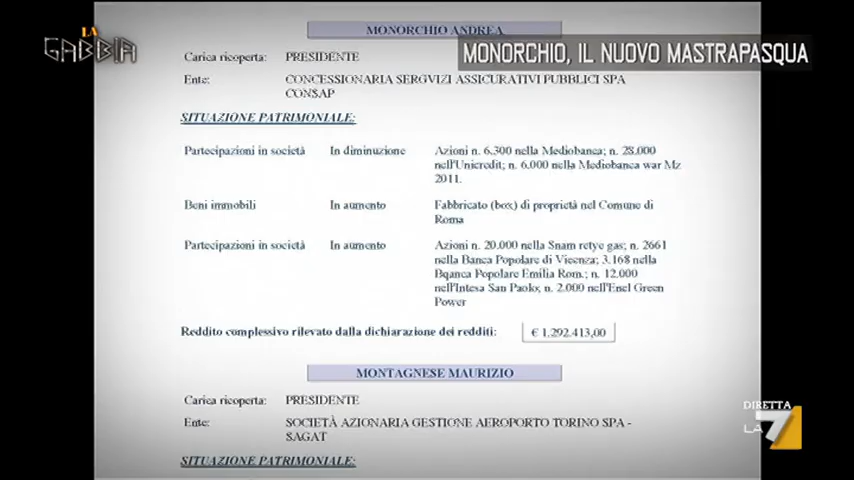 LA
GABBIA
MONORCHIO, IL NUOVO MASTRAPASQUA
MONORCHIO ANDREA
Carica ricoperta: PRESIDENTE
Ente: CONCESSIONARIA SERGVIZI ASSICURATIVI PUBBLICI SPA
CONSAP
SITUAZIONE PATRIMONIALE:
Partecipazioni in società In diminuzione Azioni n. 6.300 nella Mediobanca; n. 28.000
nell'Unicredit; n. 6.000 nella Mediobanca war Mz
2011.
Beni immobili In aumento Fabbricato (box) di proprietà nel Comune di
Roma
Partecipazioni in società In aumento Azioni n. 20.000 nella Snam retye gas; n. 2661
nella Banca Popolare di Vicenza; 3.168 nella
Bqanca Popolare Emilia Rom.; n. 12.000
nell'Intesa San Paolo; n. 2.000 nell'Enel Green
Power
Reddito complessivo rilevato dalla dichiarazione dei redditi: € 1.292.413,00
MONTAGNESE MAURIZIO
Carica ricoperta: PRESIDENTE
Ente: SOCIETÀ AZIONARIA GESTIONE AEROPORTO TORINO SPA -
SAGAT
SITUAZIONE PATRIMONIALE:
DIRETTA
LA 7